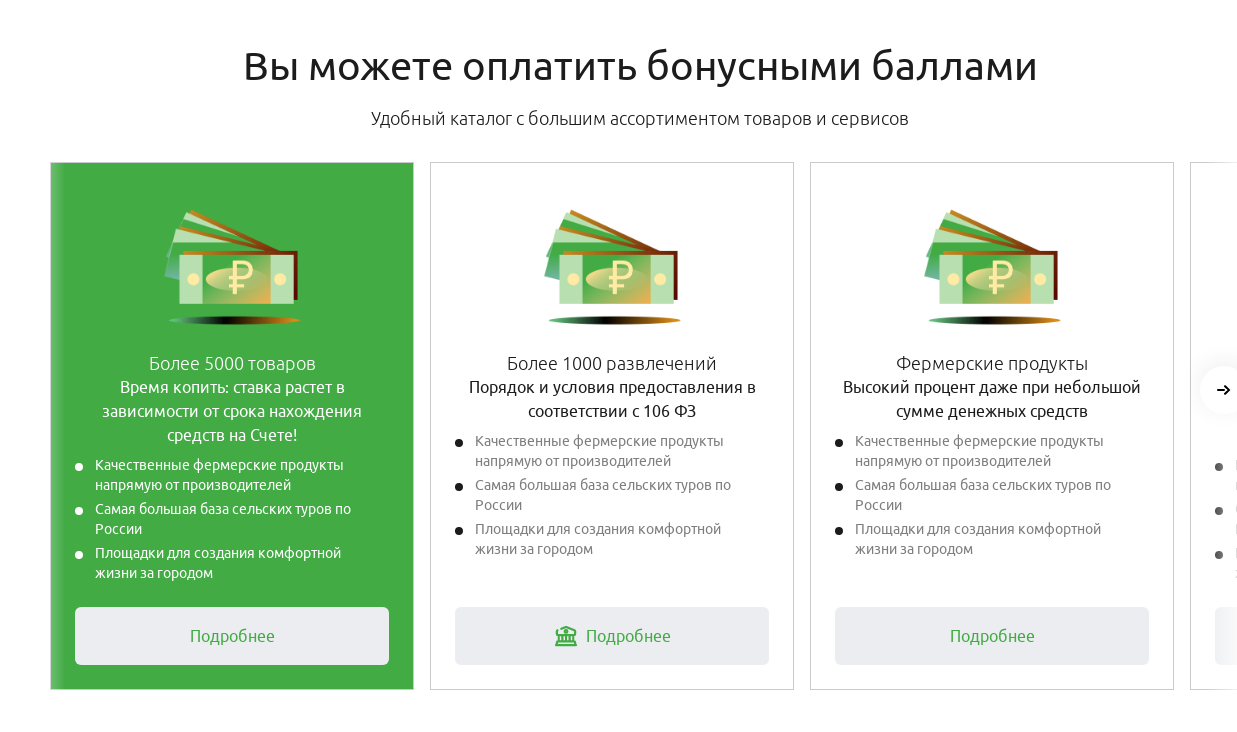 Вы можете оплатить бонусными баллами
Удобный каталог с большим ассортиментом товаров и сервисов
Более 5000 товаров
Время копить: ставка растет в
зависимости от срока нахождения
средств на Счете!
Качественные фермерские продукты
напрямую от производителей
Самая большая база сельских туров по
России
Площадки для создания комфортной
жизни за городом
Подробнее
Более 1000 развлечений
Порядок и условия предоставления в
соответствии с 106 ФЗ
Качественные фермерские продукты
напрямую от производителей
Самая большая база сельских туров по
России
Площадки для создания комфортной
жизни за городом
Подробнее
Фермерские продукты
Высокий процент даже при небольшой
сумме денежных средств
Качественные фермерские продукты
напрямую от производителей
Самая большая база сельских туров по
России
Площадки для создания комфортной
жизни за городом
Подробнее